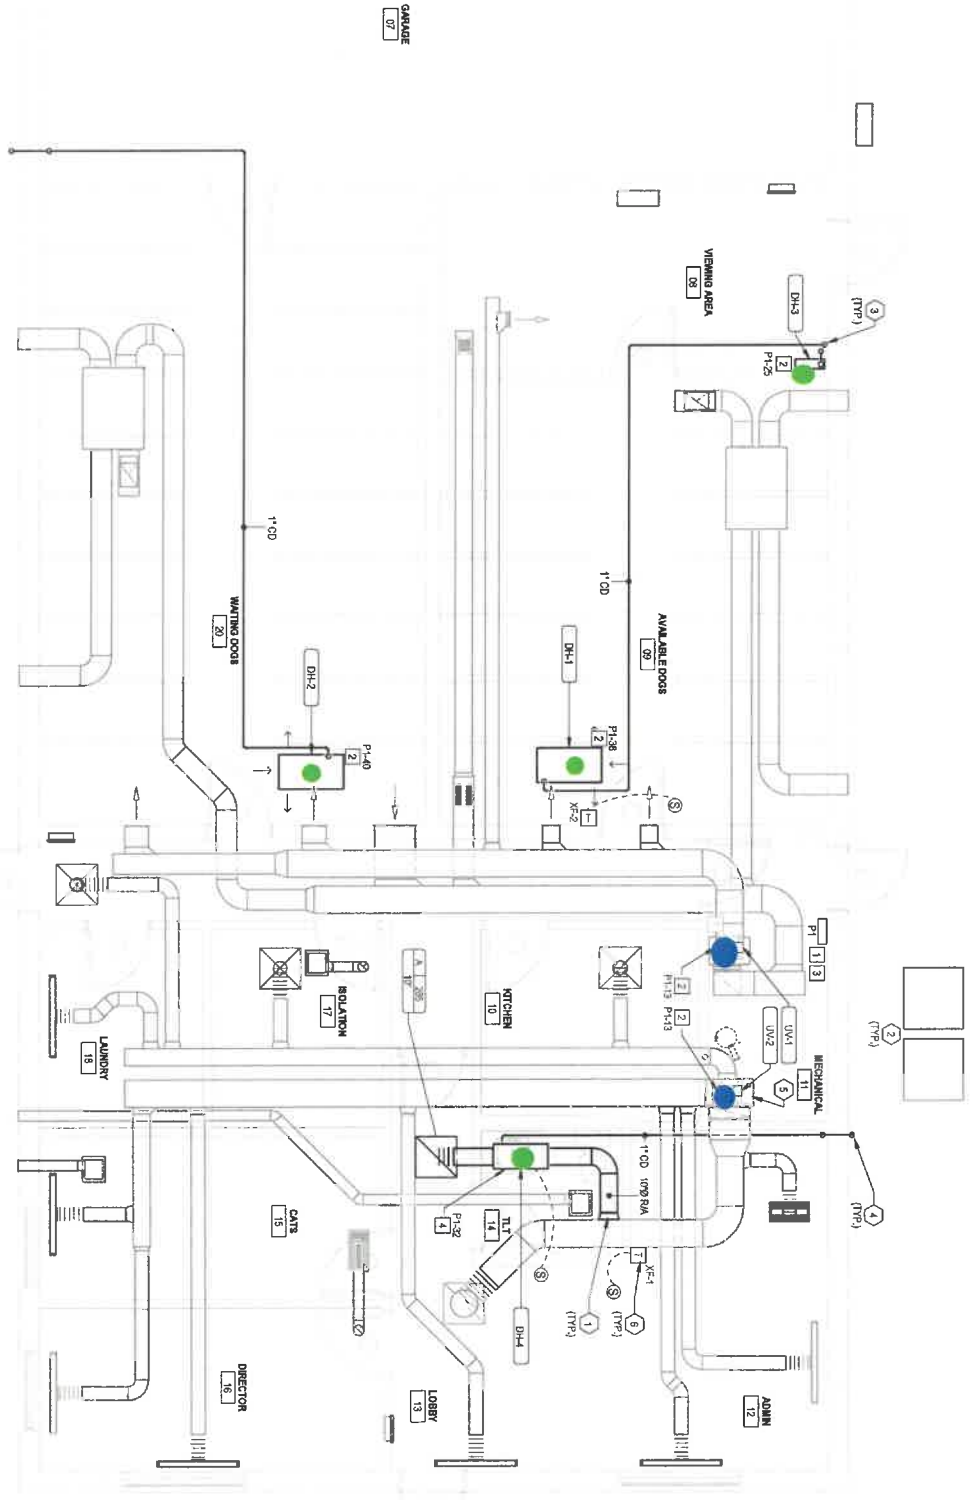 GARAGE
07
VIEWING AREA
08
3
(TYP.)
DH-3
2
P1-25
1" CD
1" CD
WAITING DOGS
20
AVAILABLE DOGS
09
DH-2
DH-1
P1-40
2
P1-38
2
XF-2
T
S
P1
1
3
P1-13
2
P1-13
2
UV-1
UV-2
MECHANICAL
11
5
2
(TYP.)
ISOLATION
17
KITCHEN
10
A
10"
LAUNDRY
18
1" CD
10"Ø R/A
4
(TYP.)
CATS
15
P1-32
4
TLT
14
S
DH-4
1
(TYP.)
T
XF-1
S
6
(TYP.)
DIRECTOR
16
LOBBY
13
ADMIN
12